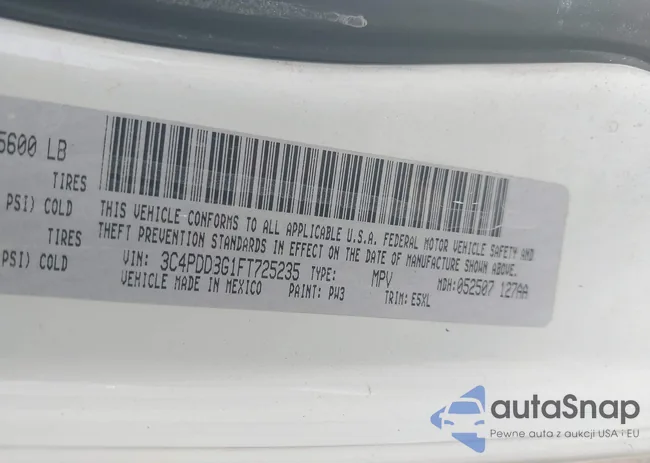 5600 LB
TIRES
PSI) COLD
TIRES
PSI) COLD
THIS VEHICLE CONFORMS TO ALL APPLICABLE U.S.A. FEDERAL MOTOR VEHICLE SAFETY AND
THEFT PREVENTION STANDARDS IN EFFECT ON THE DATE OF MANUFACTURE SHOWN ABOVE.
VIN: 3C4PDD3G1FT725235 TYPE: MPV MDH:052507 127AA
VEHICLE MADE IN MEXICO PAINT: PW3 TRIM: E5XL
autaSnap
Pewne auta z aukcji USA i EU